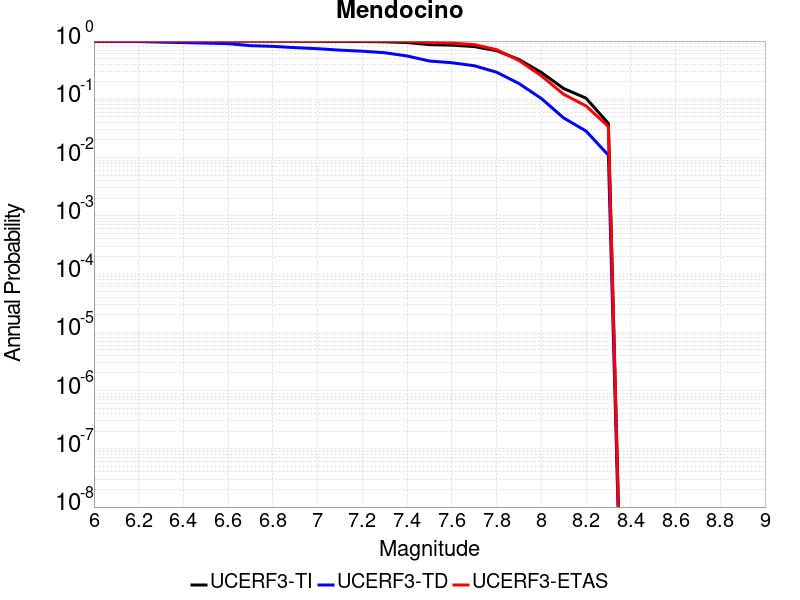 Mendocino
10^0
10^-1
10^-2
10^-3
10^-4
10^-5
10^-6
10^-7
10^-8
Annual Probability
6 6.2 6.4 6.6 6.8 7 7.2 7.4 7.6 7.8 8 8.2 8.4 8.6 8.8 9
Magnitude
UCERF3-TI UCERF3-TD UCERF3-ETAS